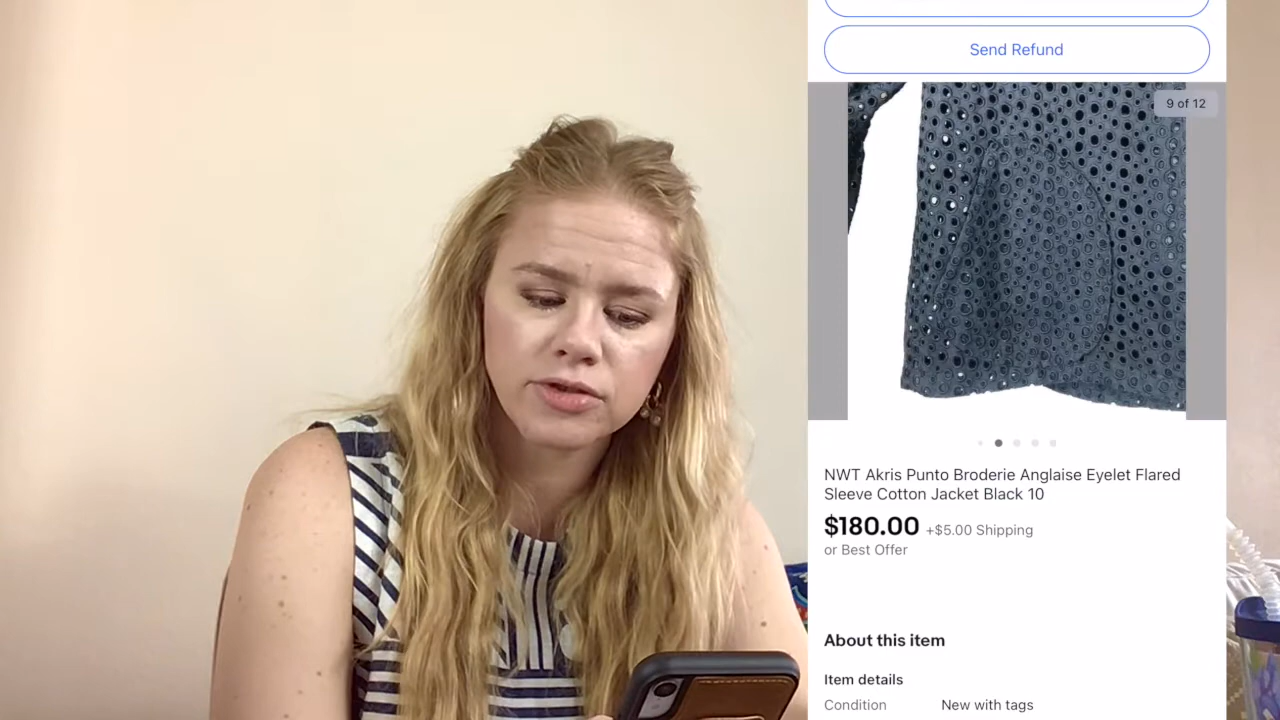 Send Refund
9 of 12
NWT Akris Punto Broderie Anglaise Eyelet Flared
Sleeve Cotton Jacket Black 10
$180.00 +$5.00 Shipping
or Best Offer
About this item
Item details
Condition New with tags